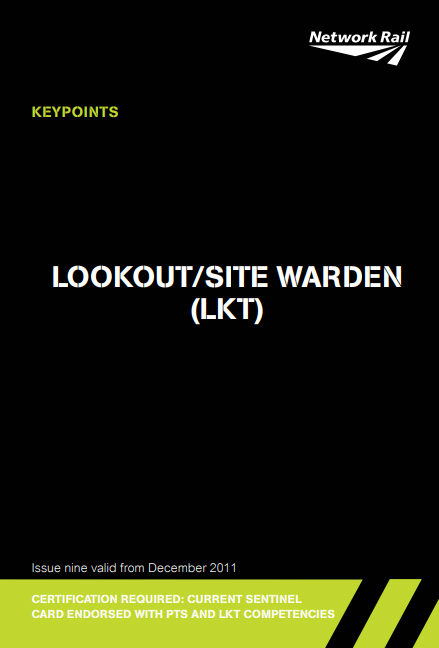 Network Rail
KEYPOINTS
LOOKOUT/SITE WARDEN
(LKT)
Issue nine valid from December 2011
CERTIFICATION REQUIRED: CURRENT SENTINEL
CARD ENDORSED WITH PTS AND LKT COMPETENCIES